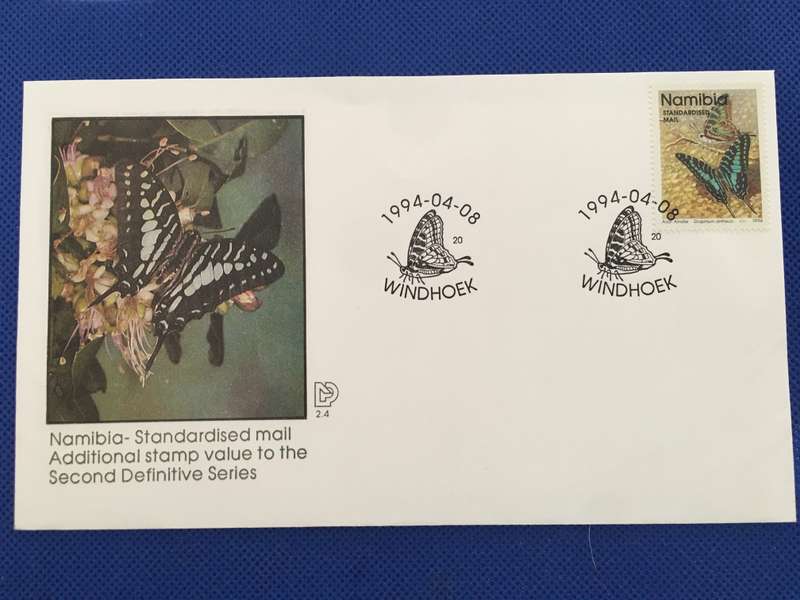 Namibia
STANDARDISED
MAIL
1994-04-08
20
WINDHOEK
1994-04-08
20
WINDHOEK
2.4
Namibia- Standardised mail
Additional stamp value to the
Second Definitive Series